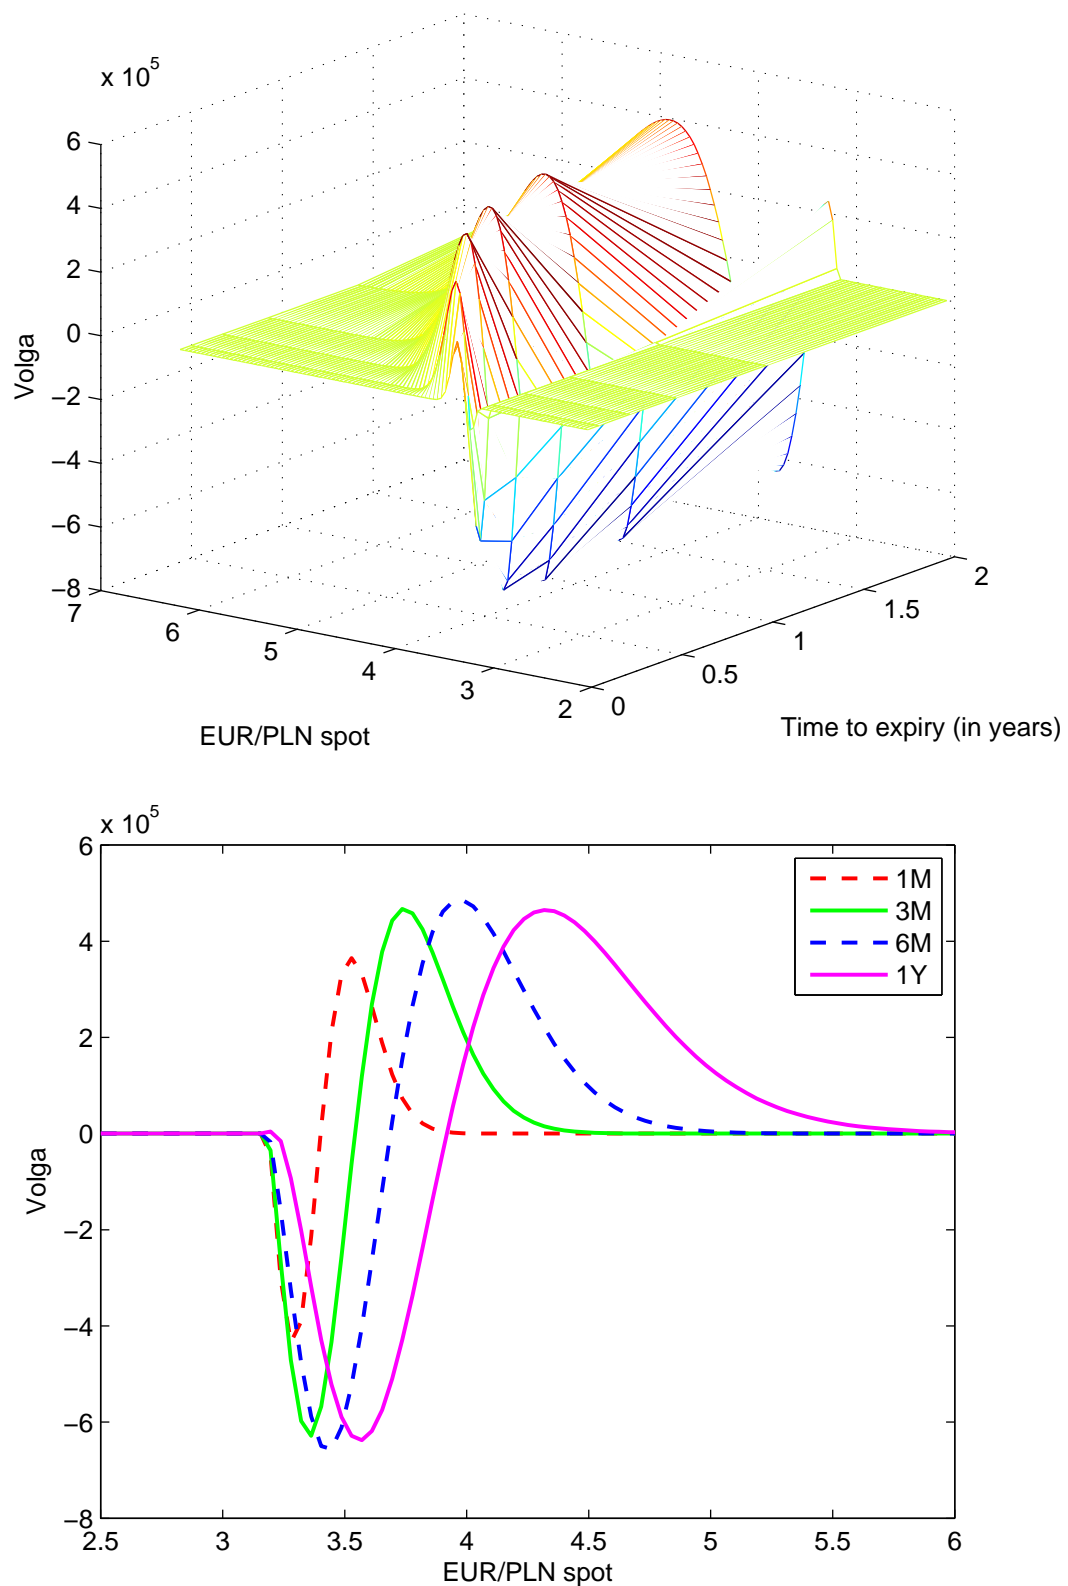 x 10^5
6
4
2
0
−2
−4
−6
−8
Volga
7
6
5
4
3
2
EUR/PLN spot
0
0.5
1
1.5
2
Time to expiry (in years)
x 10^5
6
4
2
0
−2
−4
−6
−8
Volga
2.5 3 3.5 4 4.5 5 5.5 6
EUR/PLN spot
1M
3M
6M
1Y